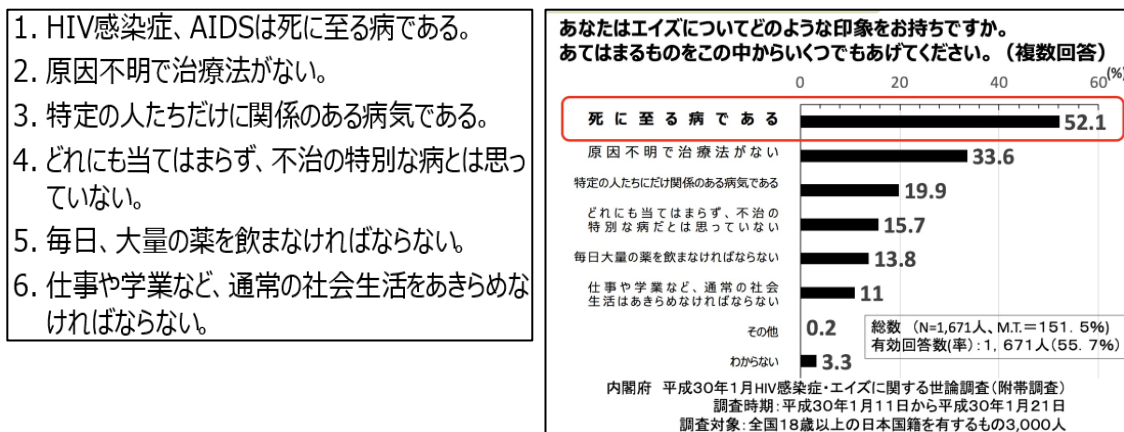 1. HIV感染症、AIDSは死に至る病である。
2. 原因不明で治療法がない。
3. 特定の人たちだけに関係のある病気である。
4. どれにも当てはまらず、不治の特別な病とは思っ
ていない。
5. 毎日、大量の薬を飲まなければならない。
6. 仕事や学業など、通常の社会生活をあきらめな
ければならない。
あなたはエイズについてどのような印象をお持ちですか。
あてはまるものをこの中からいくつでもあげてください。（複数回答）
0 20 40 60 (%)
死に至る病である 52.1
原因不明で治療法がない 33.6
特定の人たちにだけ関係のある病気である 19.9
どれにも当てはまらず、不治の
特別な病だとは思っていない 15.7
毎日大量の薬を飲まなければならない 13.8
仕事や学業など、通常の社会
生活はあきらめなければならない 11
その他 0.2
わからない 3.3
総数 （N=1,671人、M.T.=151.5%）
有効回答数(率)：1,671人（55.7%）
内閣府 平成30年1月HIV感染症・エイズに関する世論調査（附帯調査）
調査時期：平成30年1月11日から平成30年1月21日
調査対象：全国18歳以上の日本国籍を有するもの3,000人